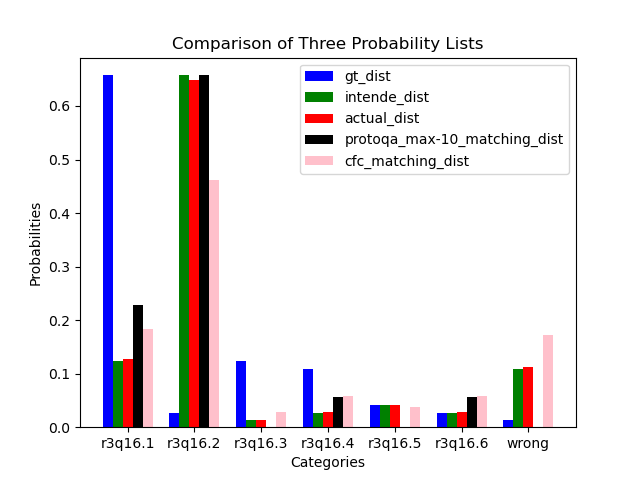 Comparison of Three Probability Lists
gt_dist
intende_dist
actual_dist
protoqa_max-10_matching_dist
cfc_matching_dist
Probabilities
0.6
0.5
0.4
0.3
0.2
0.1
0.0
r3q16.1 r3q16.2 r3q16.3 r3q16.4 r3q16.5 r3q16.6 wrong
Categories